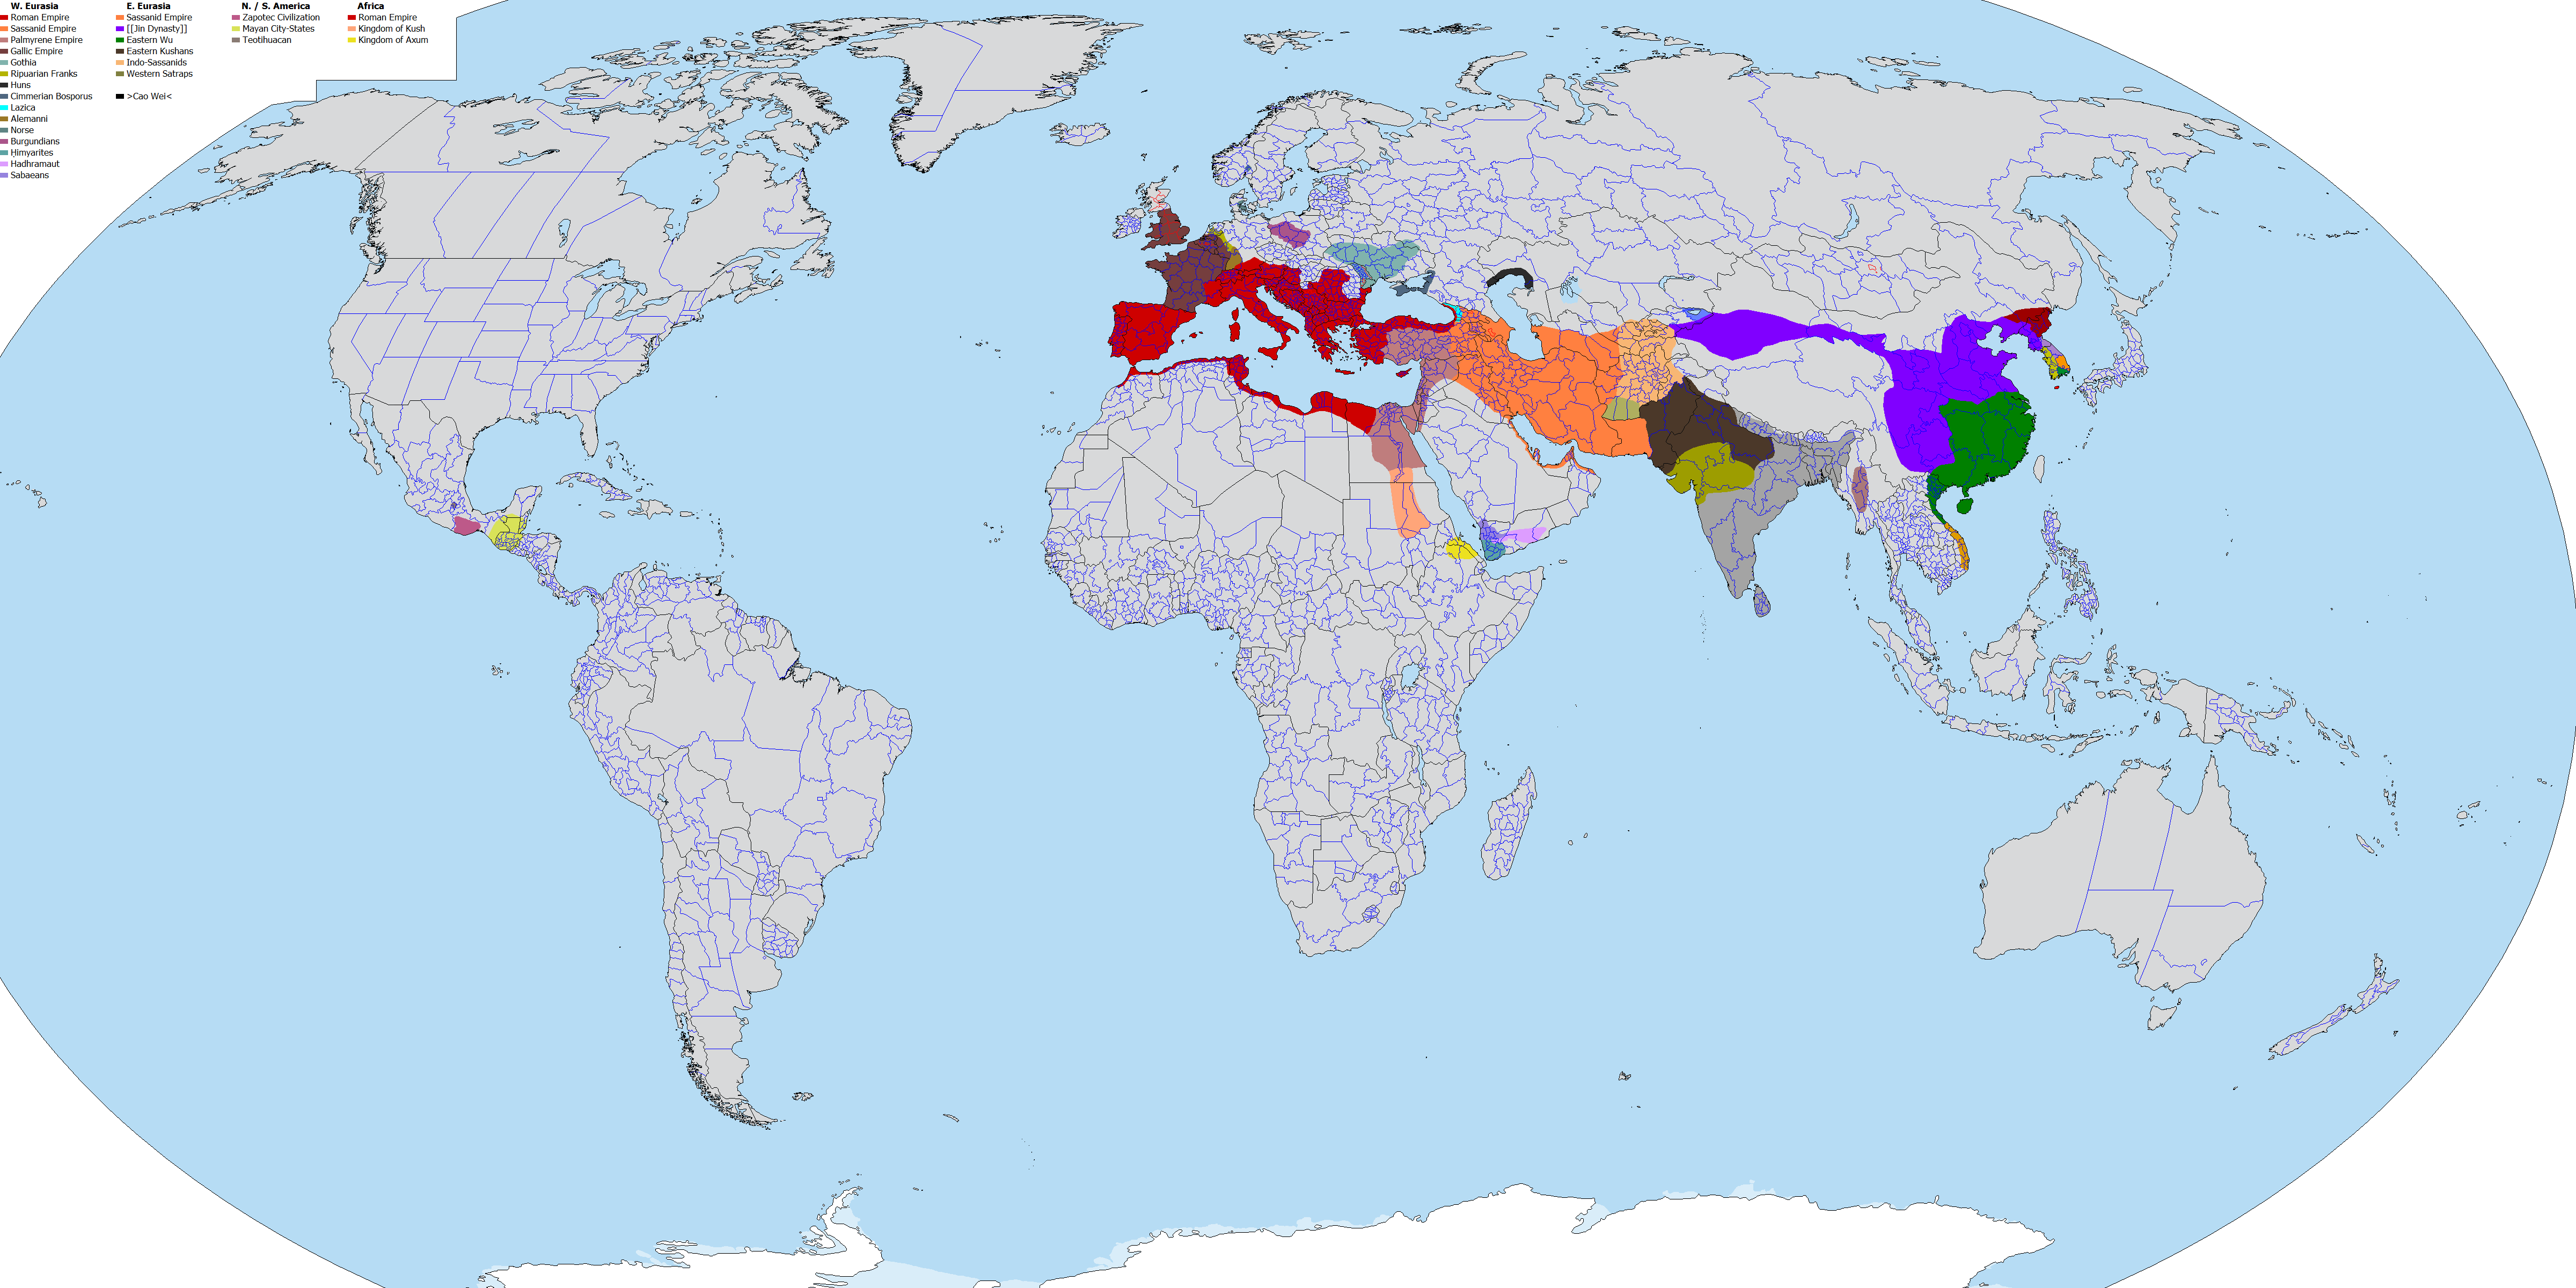 W. Eurasia
Roman Empire
Sassanid Empire
Palmyrene Empire
Gallic Empire
Gothia
Ripuarian Franks
Huns
Cimmerian Bosporus
Lazica
Alemanni
Norse
Burgundians
Himyarites
Hadhramaut
Sabaeans
E. Eurasia
Sassanid Empire
[[Jin Dynasty]]
Eastern Wu
Eastern Kushans
Indo-Sassanids
Western Satraps
>Cao Wei<
N. / S. America
Zapotec Civilization
Mayan City-States
Teotihuacan
Africa
Roman Empire
Kingdom of Kush
Kingdom of Axum